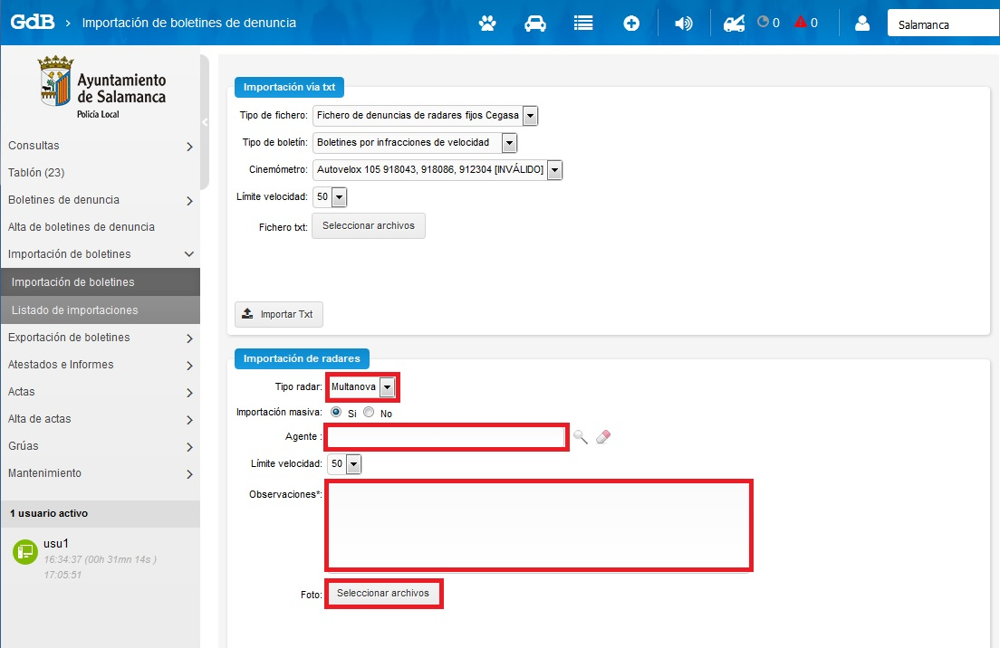 GdB > Importación de boletines de denuncia
0
0
Salamanca
Ayuntamiento
de Salamanca
Policía Local
Consultas
Tablón (23)
Boletines de denuncia
Alta de boletines de denuncia
Importación de boletines
Importación de boletines
Listado de importaciones
Exportación de boletines
Atestados e Informes
Actas
Alta de actas
Grúas
Mantenimiento
1 usuario activo
usu1
16:34:37 (00h 31mn 14s )
17:05:51
Importación vía txt
Tipo de fichero: Fichero de denuncias de radares fijos Cegasa
Tipo de boletín: Boletines por infracciones de velocidad
Cinemómetro: Autovelox 105 918043, 918086, 912304 [INVÁLIDO]
Límite velocidad: 50
Fichero txt: Seleccionar archivos
Importar Txt
Importación de radares
Tipo radar: Multanova
Importación masiva: Si No
Agente :
Límite velocidad: 50
Observaciones*:
Foto: Seleccionar archivos